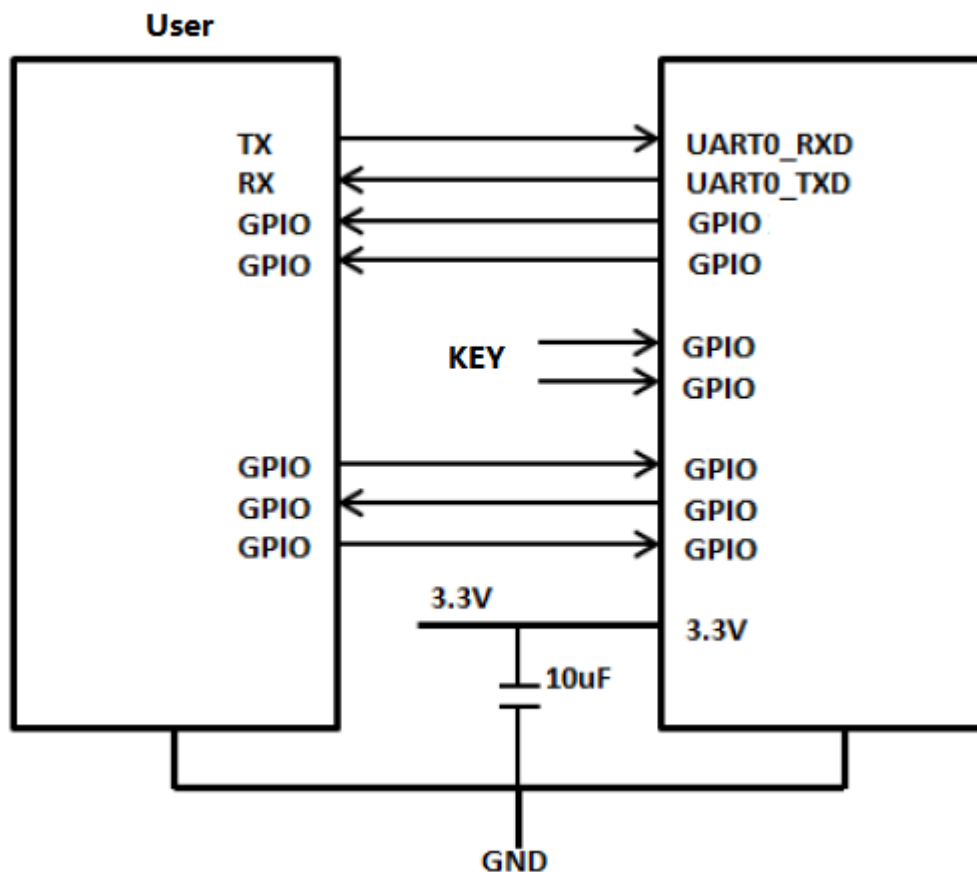 User
TX
UART0_RXD
RX
UART0_TXD
GPIO
GPIO
GPIO
GPIO
KEY
GPIO
GPIO
GPIO
GPIO
GPIO
GPIO
GPIO
GPIO
3.3V
3.3V
10uF
GND